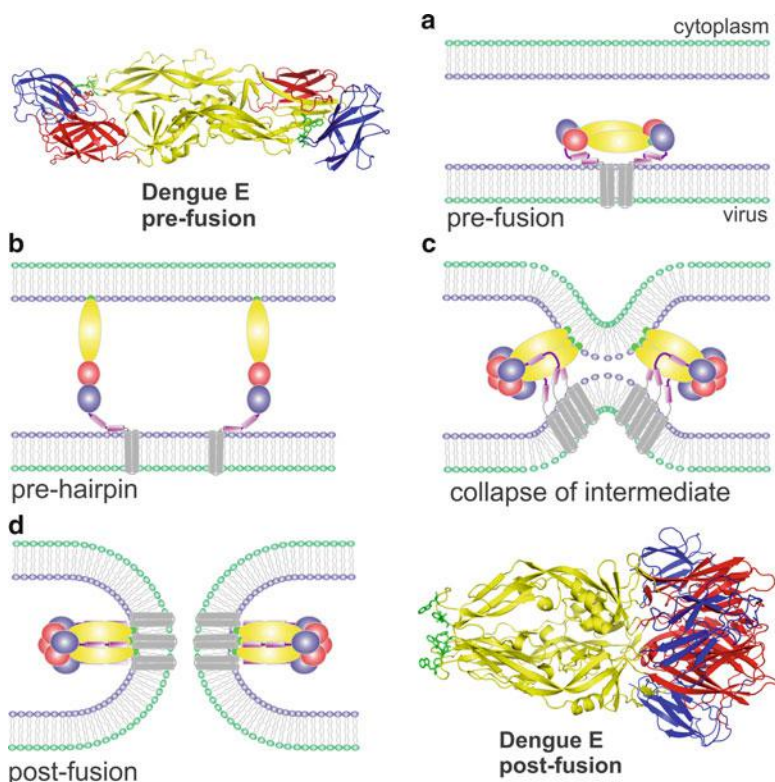 a
cytoplasm
Dengue E
pre-fusion
pre-fusion
virus
b
c
pre-hairpin
collapse of intermediate
d
post-fusion
Dengue E
post-fusion